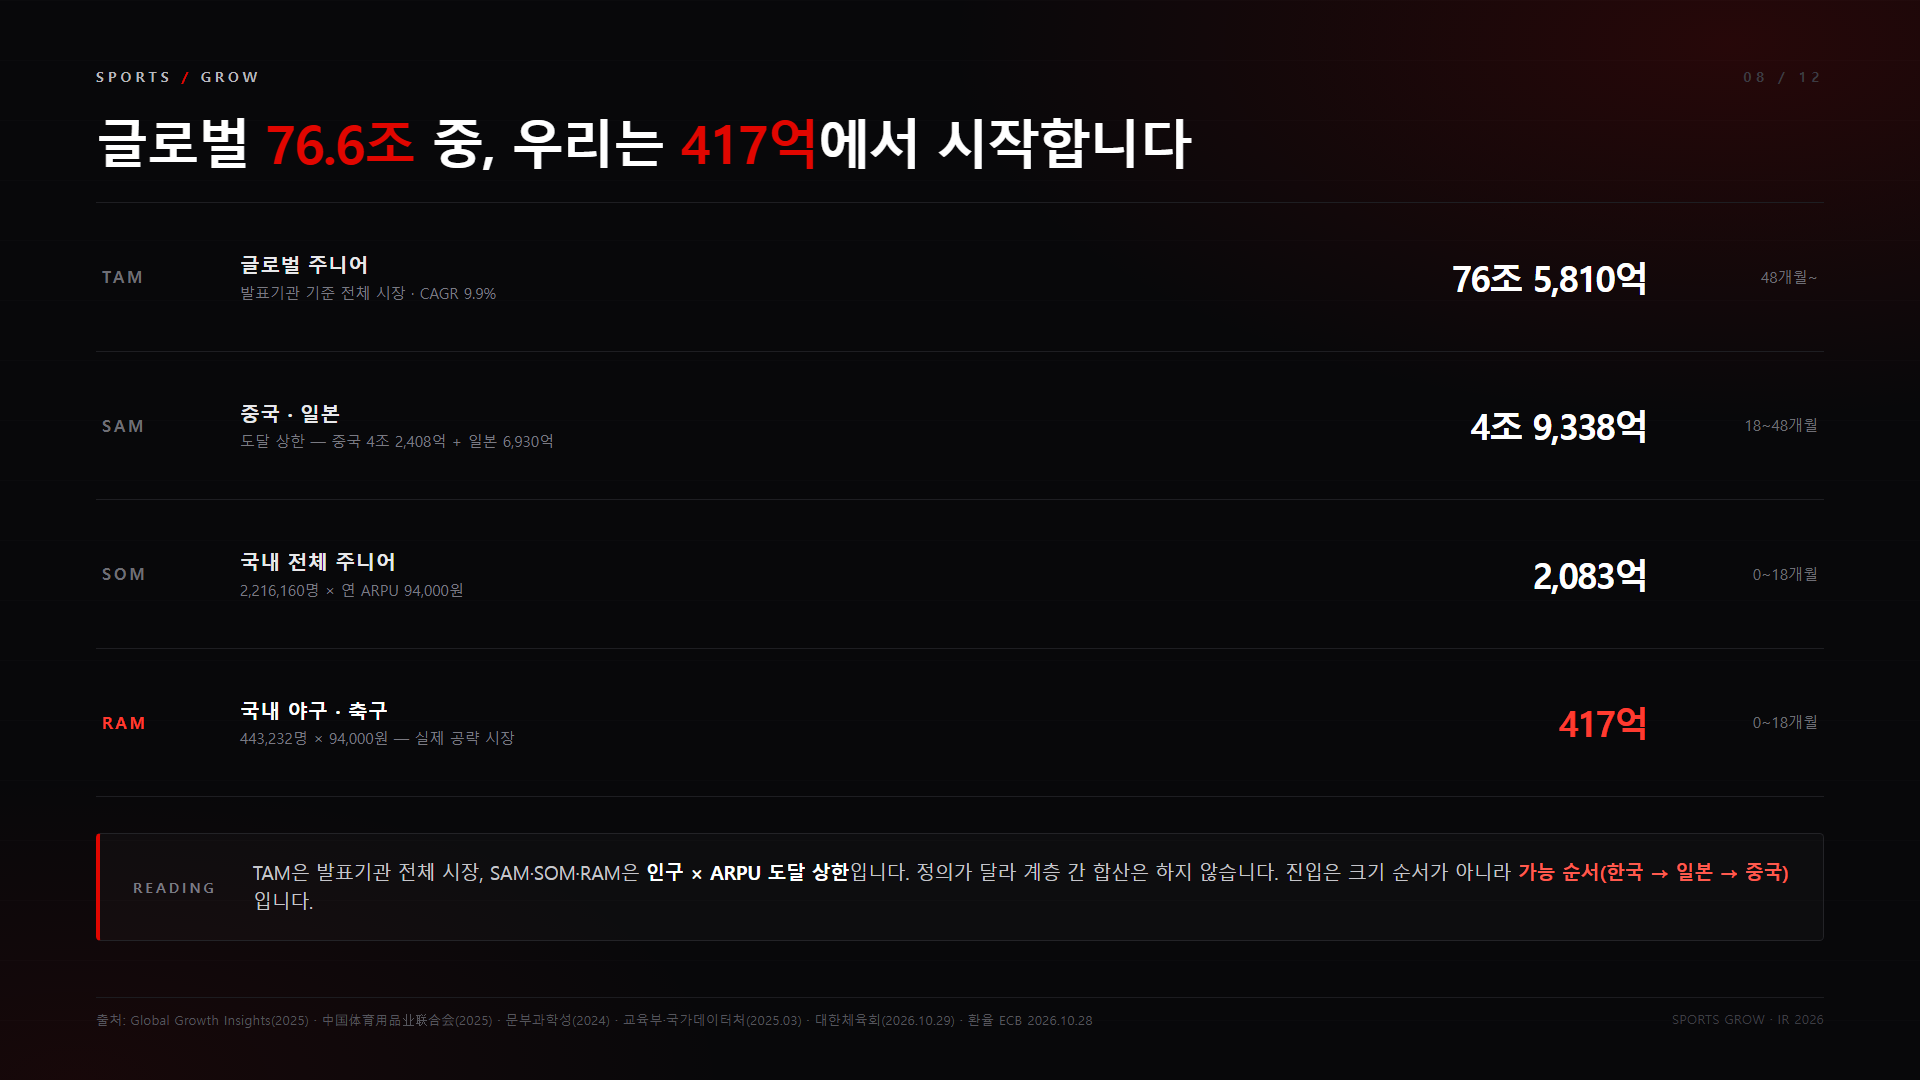 SPORTS / GROW
08 / 12
글로벌 76.6조 중, 우리는 417억에서 시작합니다
TAM
글로벌 주니어
발표기관 기준 전체 시장 · CAGR 9.9%
76조 5,810억
48개월~
SAM
중국 · 일본
도달 상한 — 중국 4조 2,408억 + 일본 6,930억
4조 9,338억
18~48개월
SOM
국내 전체 주니어
2,216,160명 × 연 ARPU 94,000원
2,083억
0~18개월
RAM
국내 야구 · 축구
443,232명 × 94,000원 — 실제 공략 시장
417억
0~18개월
READING
TAM은 발표기관 전체 시장, SAM·SOM·RAM은 인구 × ARPU 도달 상한입니다. 정의가 달라 계층 간 합산은 하지 않습니다. 진입은 크기 순서가 아니라 가능 순서(한국 → 일본 → 중국)
입니다.
출처: Global Growth Insights(2025) · 中国体育用品业联合会(2025) · 문부과학성(2024) · 교육부·국가데이터처(2025.03) · 대한체육회(2026.10.29) · 환율 ECB 2026.10.28
SPORTS GROW · IR 2026